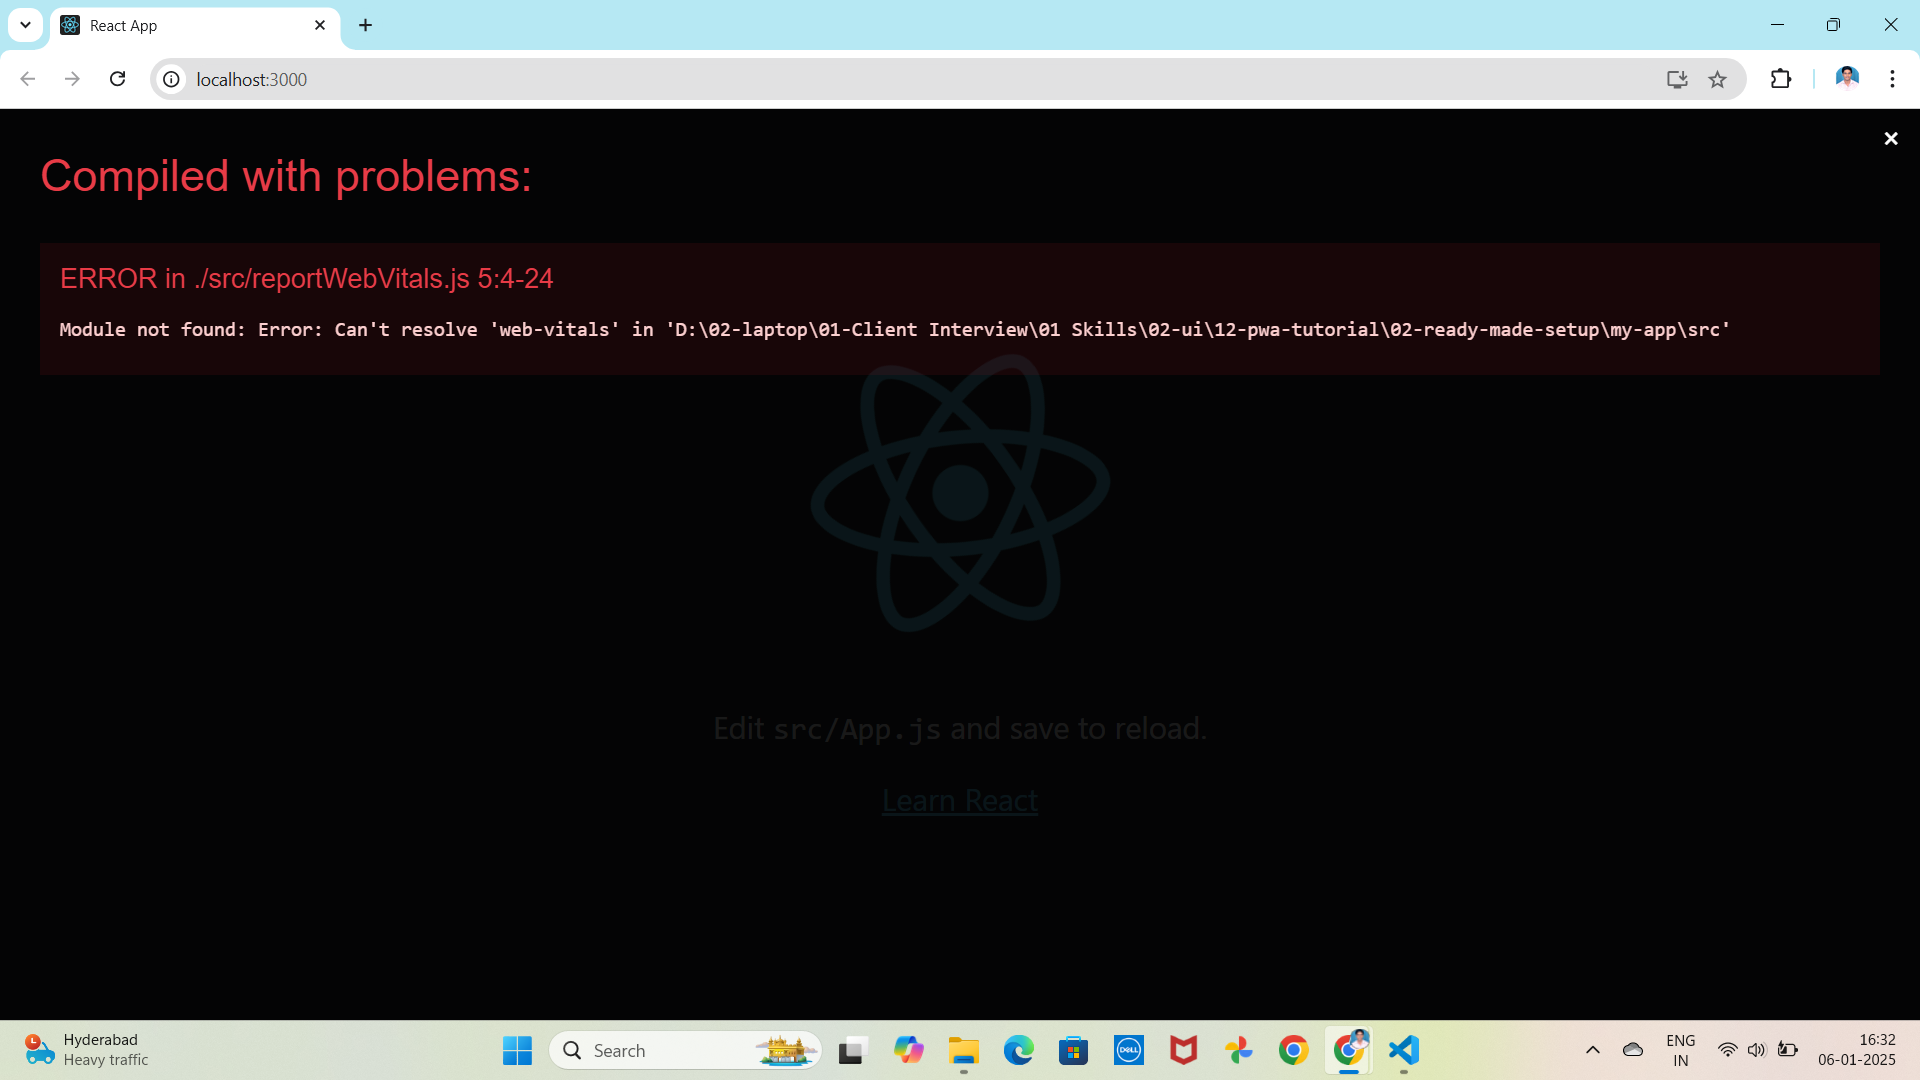 React App
localhost:3000
Compiled with problems:
ERROR in ./src/reportWebVitals.js 5:4-24
Module not found: Error: Can't resolve 'web-vitals' in 'D:\02-laptop\01-Client Interview\01 Skills\02-ui\12-pwa-tutorial\02-ready-made-setup\my-app\src'
Edit src/App.js and save to reload.
Learn React
Hyderabad
Heavy traffic
Search
DELL
ENG
IN
16:32
06-01-2025